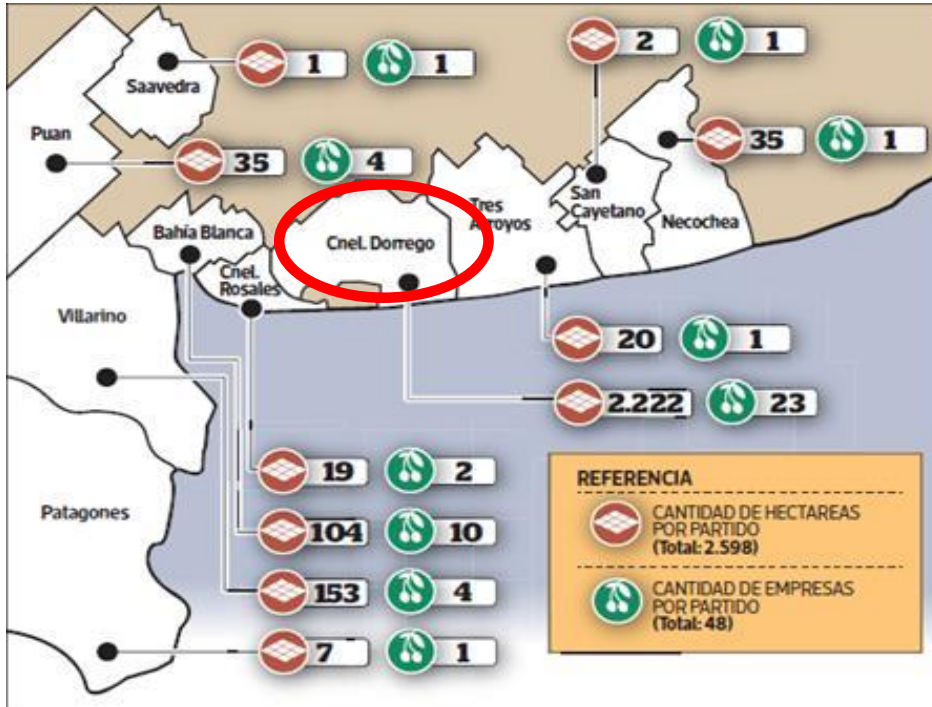 Saavedra
1
1
2
1
Puan
35
4
35
1
Tres
Arroyos
San
Cayetano
Necochea
Bahía Blanca
Cnel. Dorrego
Cnel.
Rosales
Villarino
20
1
2.222
23
Patagones
19
2
104
10
153
4
7
1
REFERENCIA
CANTIDAD DE HECTAREAS
POR PARTIDO
(Total: 2.598)
CANTIDAD DE EMPRESAS
POR PARTIDO
(Total: 48)